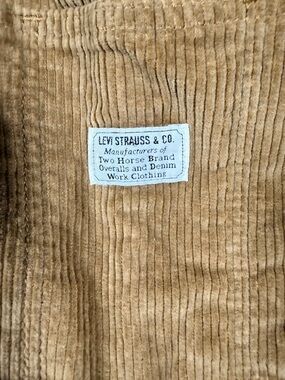 LEVI STRAUSS & CO.
Manufacturers of
Two Horse Brand
Overalls and Denim
Work Clothing